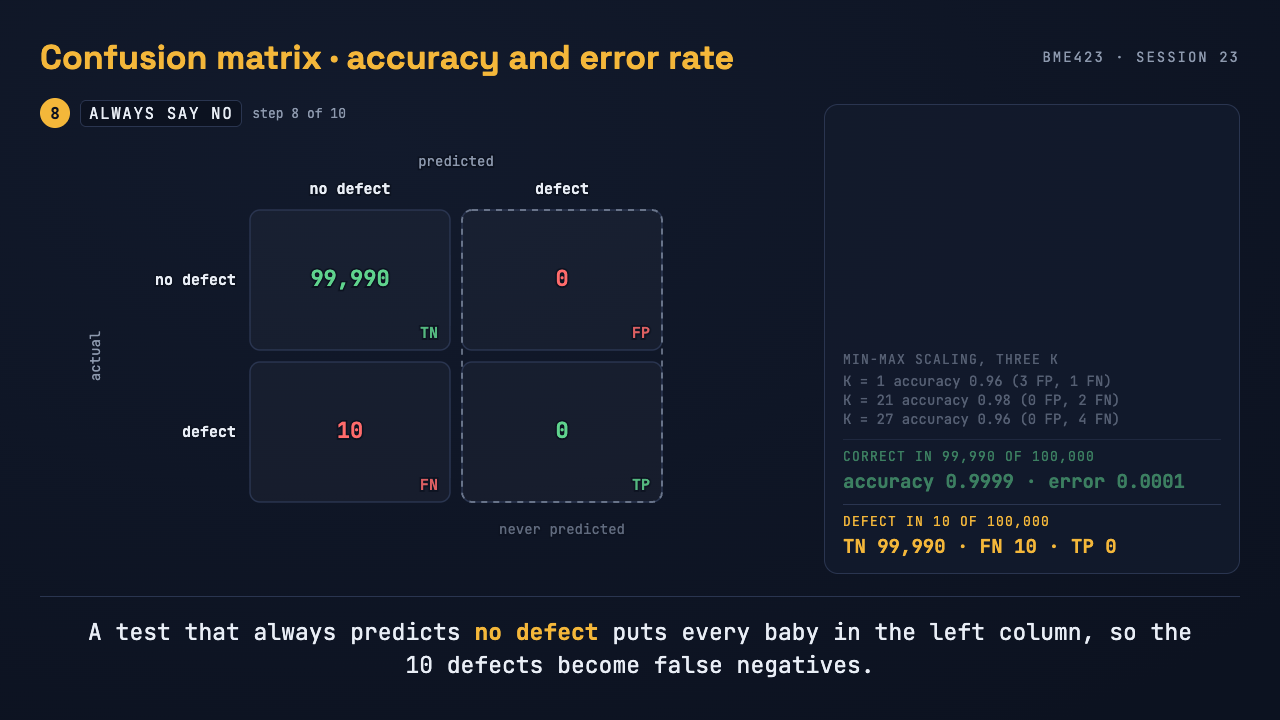 Confusion matrix · accuracy and error rate
BME423 · SESSION 23
8 ALWAYS SAY NO step 8 of 10
predicted
no defect defect
no defect 99,990 TN 0 FP
actual
defect 10 FN 0 TP
never predicted
MIN-MAX SCALING, THREE K
K = 1 accuracy 0.96 (3 FP, 1 FN)
K = 21 accuracy 0.98 (0 FP, 2 FN)
K = 27 accuracy 0.96 (0 FP, 4 FN)
CORRECT IN 99,990 OF 100,000
accuracy 0.9999 · error 0.0001
DEFECT IN 10 OF 100,000
TN 99,990 · FN 10 · TP 0
A test that always predicts no defect puts every baby in the left column, so the
10 defects become false negatives.